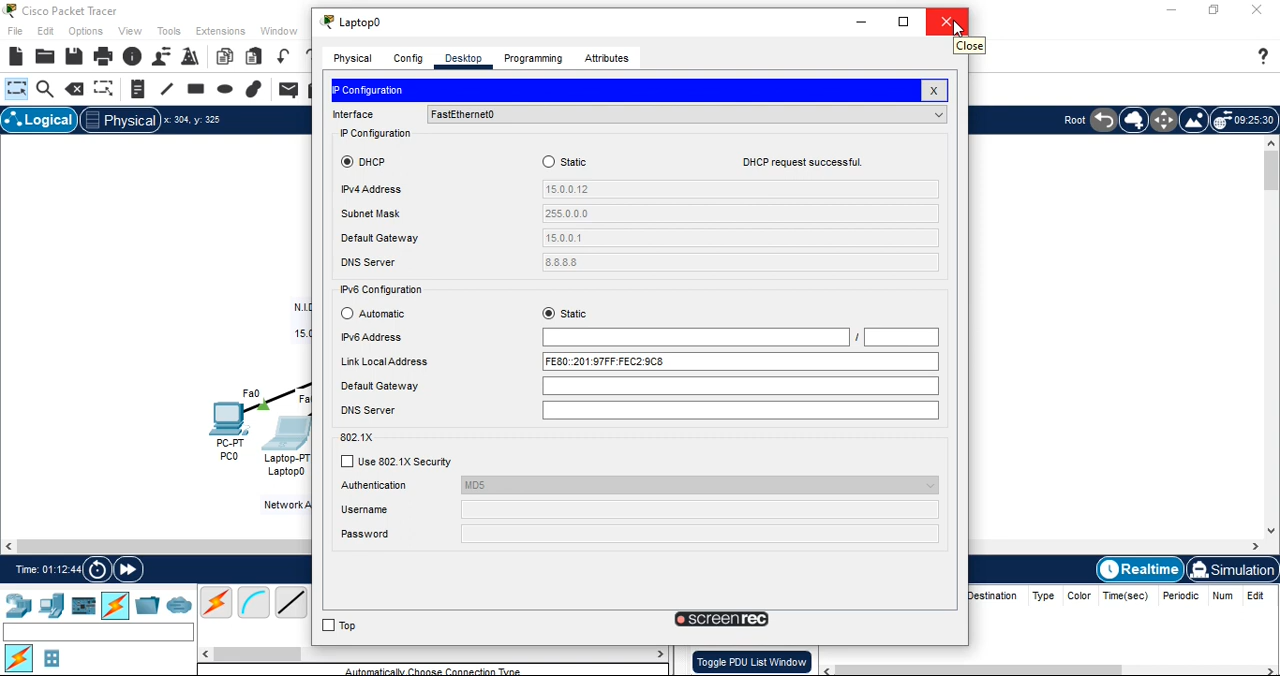 Cisco Packet Tracer
Laptop0
Close
File Edit Options View Tools Extensions Window
Physical Config Desktop Programming Attributes
?
IP Configuration
X
Interface
FastEthernet0
Logical
Physical x: 304, y: 325
Root
09:25:30
IP Configuration
DHCP
Static
DHCP request successful.
IPv4 Address
15.0.0.12
Subnet Mask
255.0.0.0
Default Gateway
15.0.0.1
DNS Server
8.8.8.8
IPv6 Configuration
Automatic
Static
IPv6 Address
/
Link Local Address
FE80::201:97FF:FEC2:9C8
Default Gateway
DNS Server
802.1X
Use 802.1X Security
Authentication
MD5
Username
Password
Top
screenrec
N.I.D
15.0
Fa0
Fa
PC-PT
PC0
Laptop-PT
Laptop0
Network A
Time: 01:12:44
Realtime
Simulation
Destination Type Color Time(sec) Periodic Num Edit
Toggle PDU List Window
Automatically Choose Connection Type